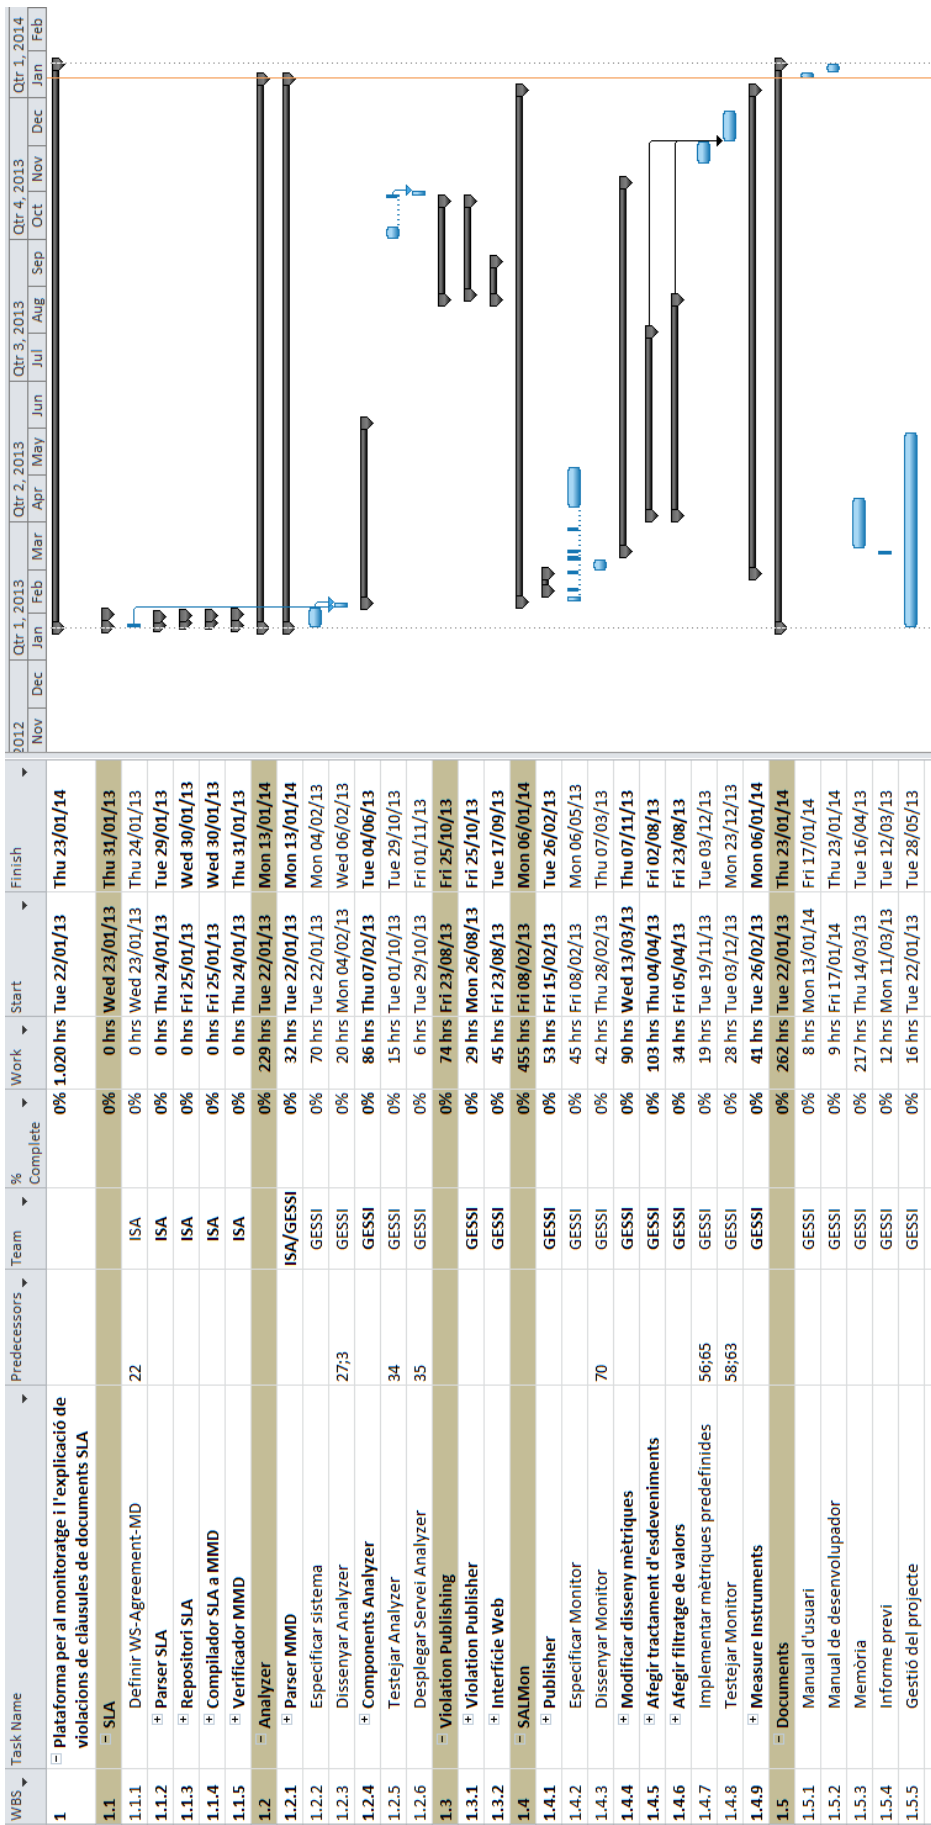 WBS Task Name Predecessors Team % Complete Work Start Finish
2012 Qtr 1, 2013 Qtr 2, 2013 Qtr 3, 2013 Qtr 4, 2013 Qtr 1, 2014
Nov Dec Jan Feb Mar Apr May Jun Jul Aug Sep Oct Nov Dec Jan Feb
1 Plataforma per al monitoratge i l'explicació de violacions de clàusules de documents SLA 0% 1.020 hrs Tue 22/01/13 Thu 23/01/14
1.1 SLA 0% 0 hrs Wed 23/01/13 Thu 31/01/13
1.1.1 Definir WS-Agreement-MD 22 ISA 0% 0 hrs Wed 23/01/13 Thu 24/01/13
1.1.2 Parser SLA ISA 0% 0 hrs Thu 24/01/13 Tue 29/01/13
1.1.3 Repositori SLA ISA 0% 0 hrs Fri 25/01/13 Wed 30/01/13
1.1.4 Compilador SLA a MMD ISA 0% 0 hrs Fri 25/01/13 Wed 30/01/13
1.1.5 Verificador MMD ISA 0% 0 hrs Thu 24/01/13 Thu 31/01/13
1.2 Analyzer 0% 229 hrs Tue 22/01/13 Mon 13/01/14
1.2.1 Parser MMD ISA/GESSI 0% 32 hrs Tue 22/01/13 Mon 13/01/14
1.2.2 Especificar sistema GESSI 0% 70 hrs Tue 22/01/13 Mon 04/02/13
1.2.3 Dissenyar Analyzer 27;3 GESSI 0% 20 hrs Mon 04/02/13 Wed 06/02/13
1.2.4 Components Analyzer GESSI 0% 86 hrs Thu 07/02/13 Tue 04/06/13
1.2.5 Testejar Analyzer 34 GESSI 0% 15 hrs Tue 01/10/13 Tue 29/10/13
1.2.6 Desplegar Servei Analyzer 35 GESSI 0% 6 hrs Tue 29/10/13 Fri 01/11/13
1.3 Violation Publishing 0% 74 hrs Fri 23/08/13 Fri 25/10/13
1.3.1 Violation Publisher GESSI 0% 29 hrs Mon 26/08/13 Fri 25/10/13
1.3.2 Interfície Web GESSI 0% 45 hrs Fri 23/08/13 Tue 17/09/13
1.4 SALMon 0% 455 hrs Fri 08/02/13 Mon 06/01/14
1.4.1 Publisher GESSI 0% 53 hrs Fri 15/02/13 Tue 26/02/13
1.4.2 Especificar Monitor GESSI 0% 45 hrs Fri 08/02/13 Mon 06/05/13
1.4.3 Dissenyar Monitor 70 GESSI 0% 42 hrs Thu 28/02/13 Thu 07/03/13
1.4.4 Modificar disseny mètriques GESSI 0% 90 hrs Wed 13/03/13 Thu 07/11/13
1.4.5 Afegir tractament d'esdeveniments GESSI 0% 103 hrs Thu 04/04/13 Fri 02/08/13
1.4.6 Afegir filtratge de valors GESSI 0% 34 hrs Fri 05/04/13 Fri 23/08/13
1.4.7 Implementar mètriques predefinides 56;65 GESSI 0% 19 hrs Tue 19/11/13 Tue 03/12/13
1.4.8 Testejar Monitor 58;63 GESSI 0% 28 hrs Tue 03/12/13 Mon 23/12/13
1.4.9 Measure Instruments GESSI 0% 41 hrs Tue 26/02/13 Mon 06/01/14
1.5 Documents 0% 262 hrs Tue 22/01/13 Thu 23/01/14
1.5.1 Manual d'usuari GESSI 0% 8 hrs Mon 13/01/14 Fri 17/01/14
1.5.2 Manual de desenvolupador GESSI 0% 9 hrs Fri 17/01/14 Thu 23/01/14
1.5.3 Memòria GESSI 0% 217 hrs Thu 14/03/13 Tue 16/04/13
1.5.4 Informe previ GESSI 0% 12 hrs Mon 11/03/13 Tue 12/03/13
1.5.5 Gestió del projecte GESSI 0% 16 hrs Tue 22/01/13 Tue 28/05/13